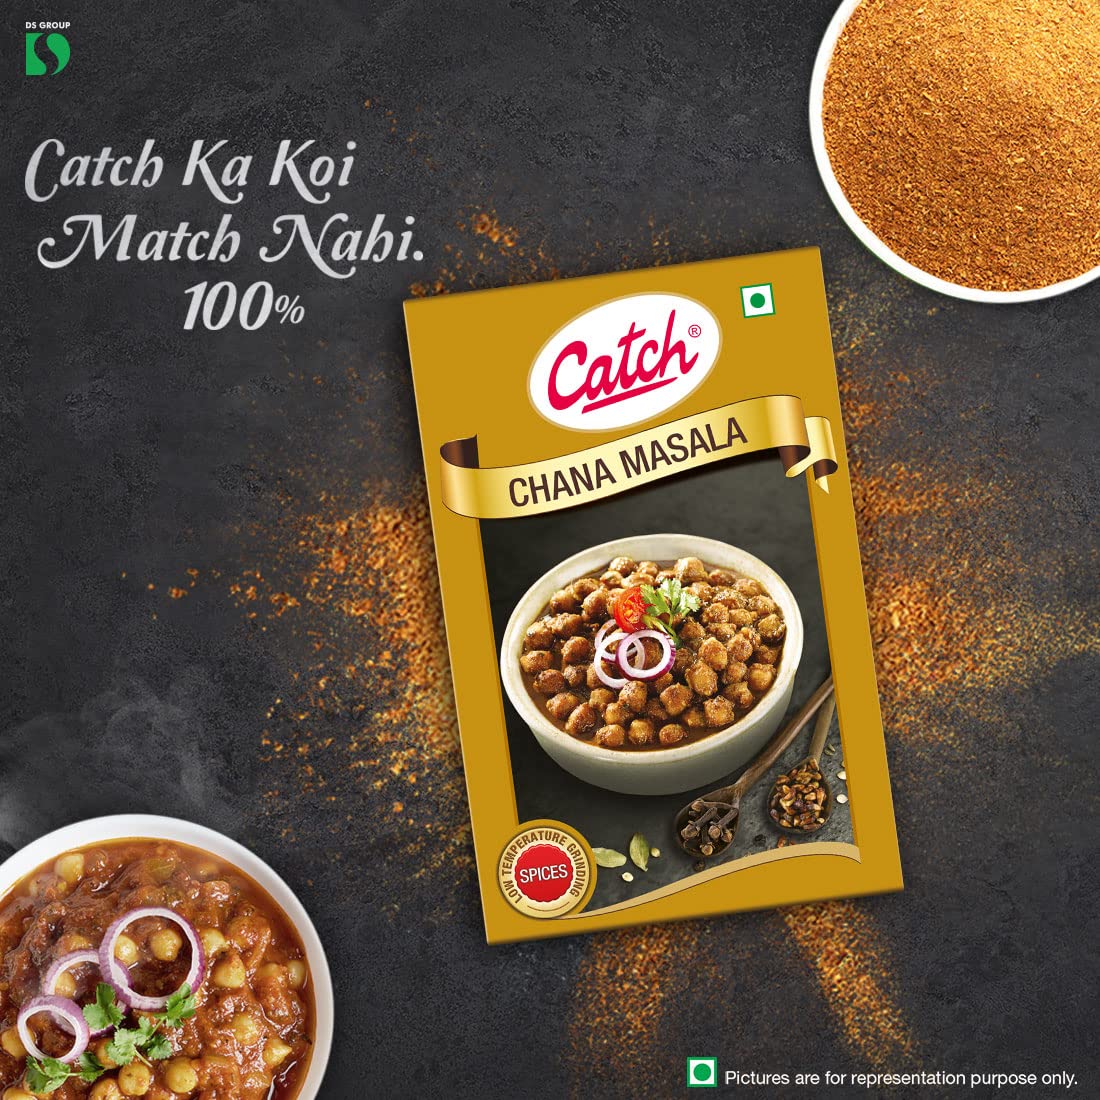 DS GROUP
Catch Ka Koi
Match Nahi.
100%
Catch®
CHANA MASALA
LOW TEMPERATURE GRINDING
SPICES
Pictures are for representation purpose only.